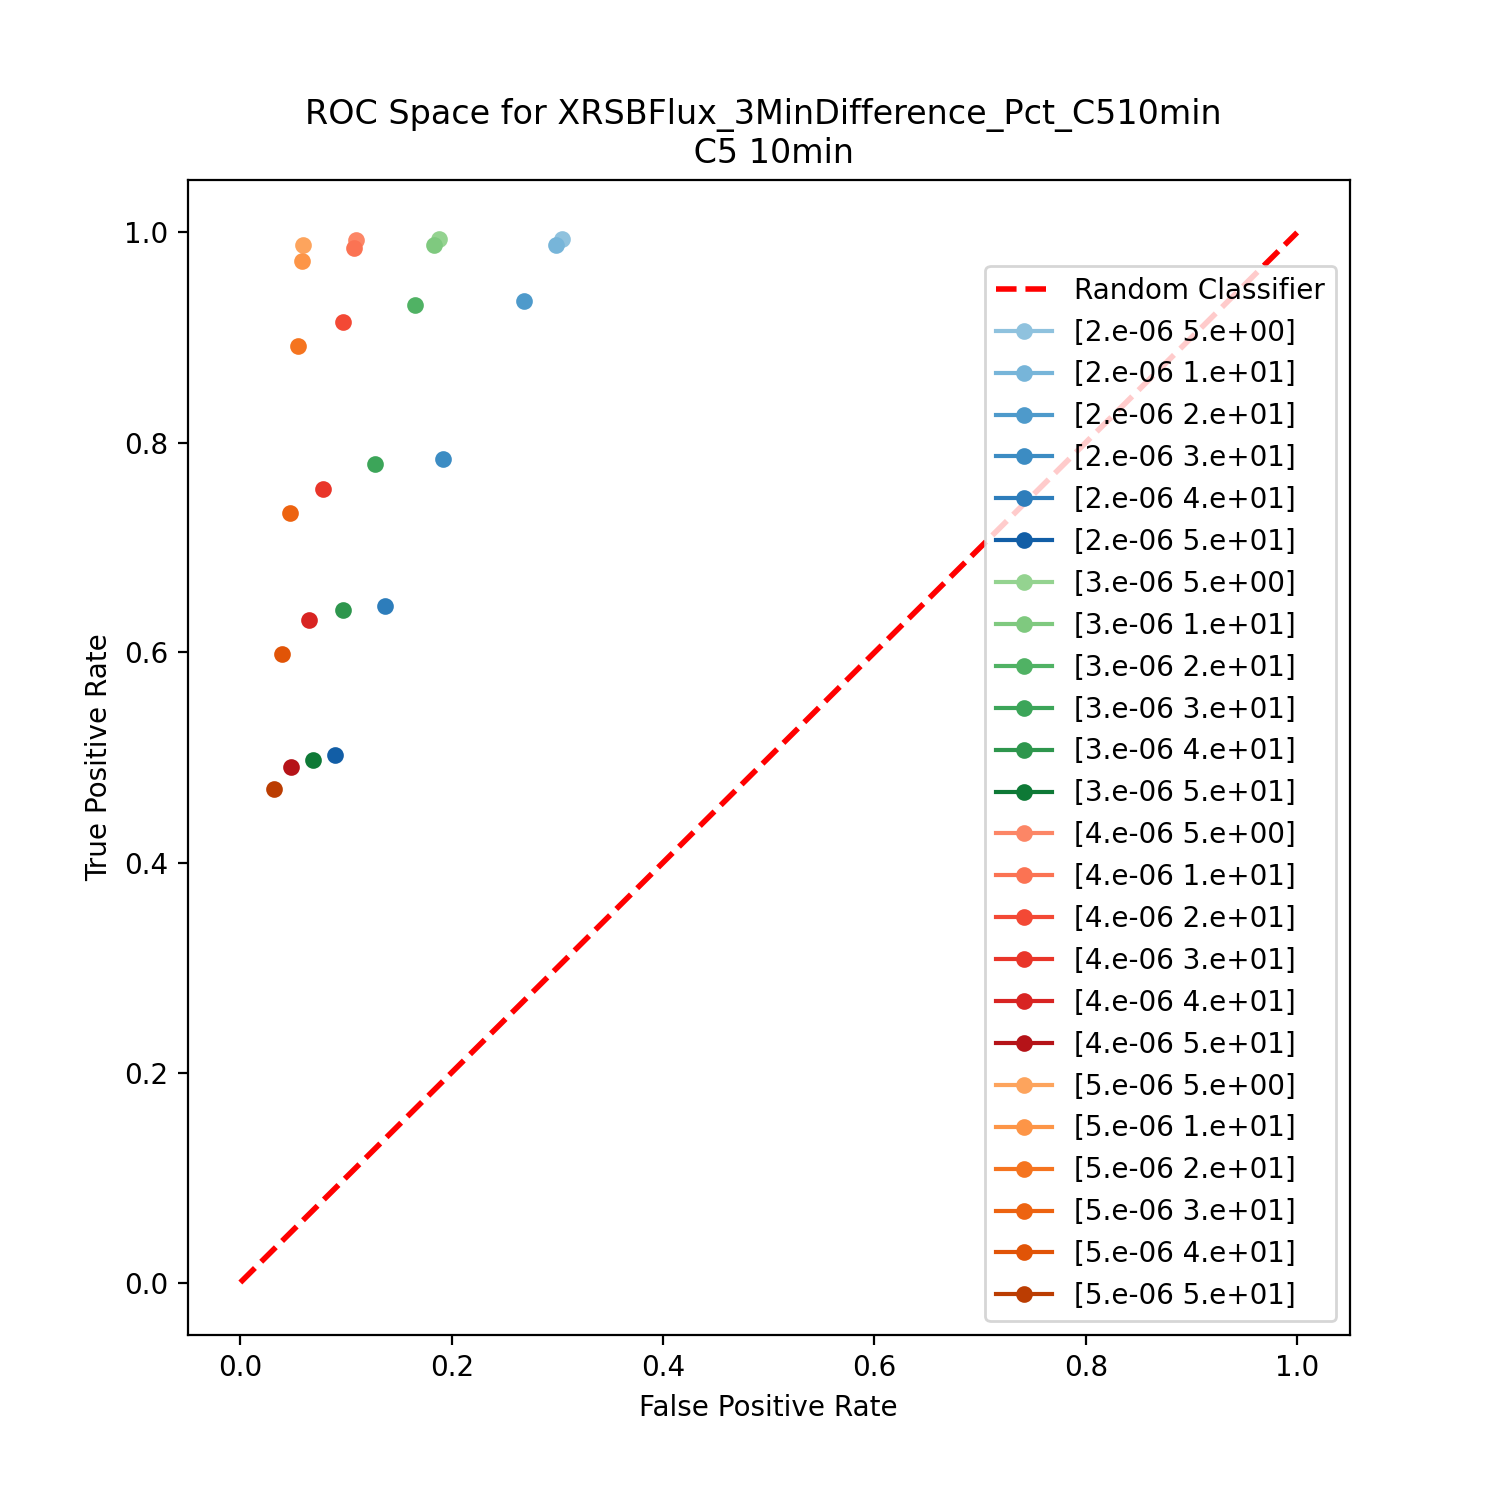 ROC Space for XRSBFlux_3MinDifference_Pct_C510min
C5 10min
1.0
0.8
0.6
0.4
0.2
0.0
True Positive Rate
0.0 0.2 0.4 0.6 0.8 1.0
False Positive Rate
Random Classifier
[2.e-06 5.e+00]
[2.e-06 1.e+01]
[2.e-06 2.e+01]
[2.e-06 3.e+01]
[2.e-06 4.e+01]
[2.e-06 5.e+01]
[3.e-06 5.e+00]
[3.e-06 1.e+01]
[3.e-06 2.e+01]
[3.e-06 3.e+01]
[3.e-06 4.e+01]
[3.e-06 5.e+01]
[4.e-06 5.e+00]
[4.e-06 1.e+01]
[4.e-06 2.e+01]
[4.e-06 3.e+01]
[4.e-06 4.e+01]
[4.e-06 5.e+01]
[5.e-06 5.e+00]
[5.e-06 1.e+01]
[5.e-06 2.e+01]
[5.e-06 3.e+01]
[5.e-06 4.e+01]
[5.e-06 5.e+01]